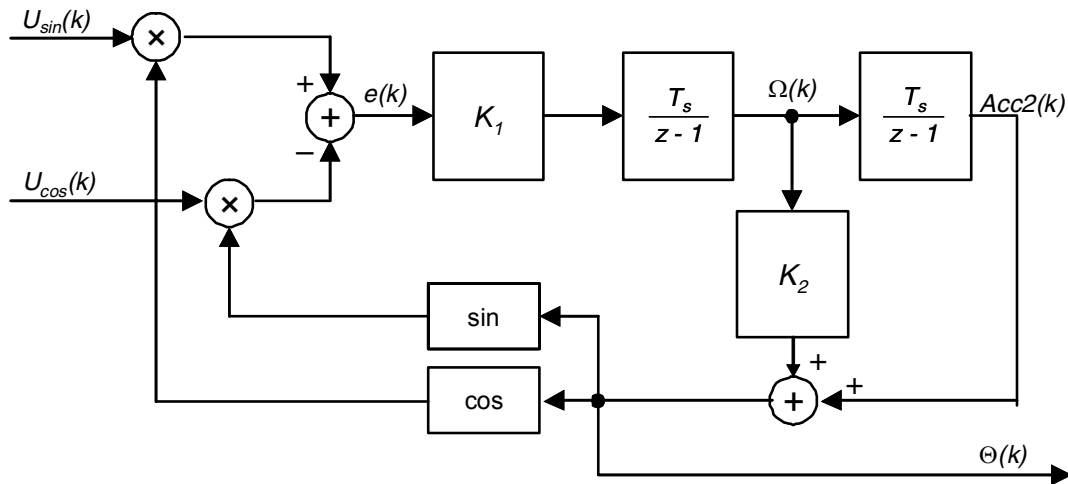 U_sin(k)
×
+
+
−
e(k)
K_1
T_s
z - 1
Ω(k)
T_s
z - 1
Acc2(k)
U_cos(k)
×
K_2
sin
+
+
+
cos
Θ(k)